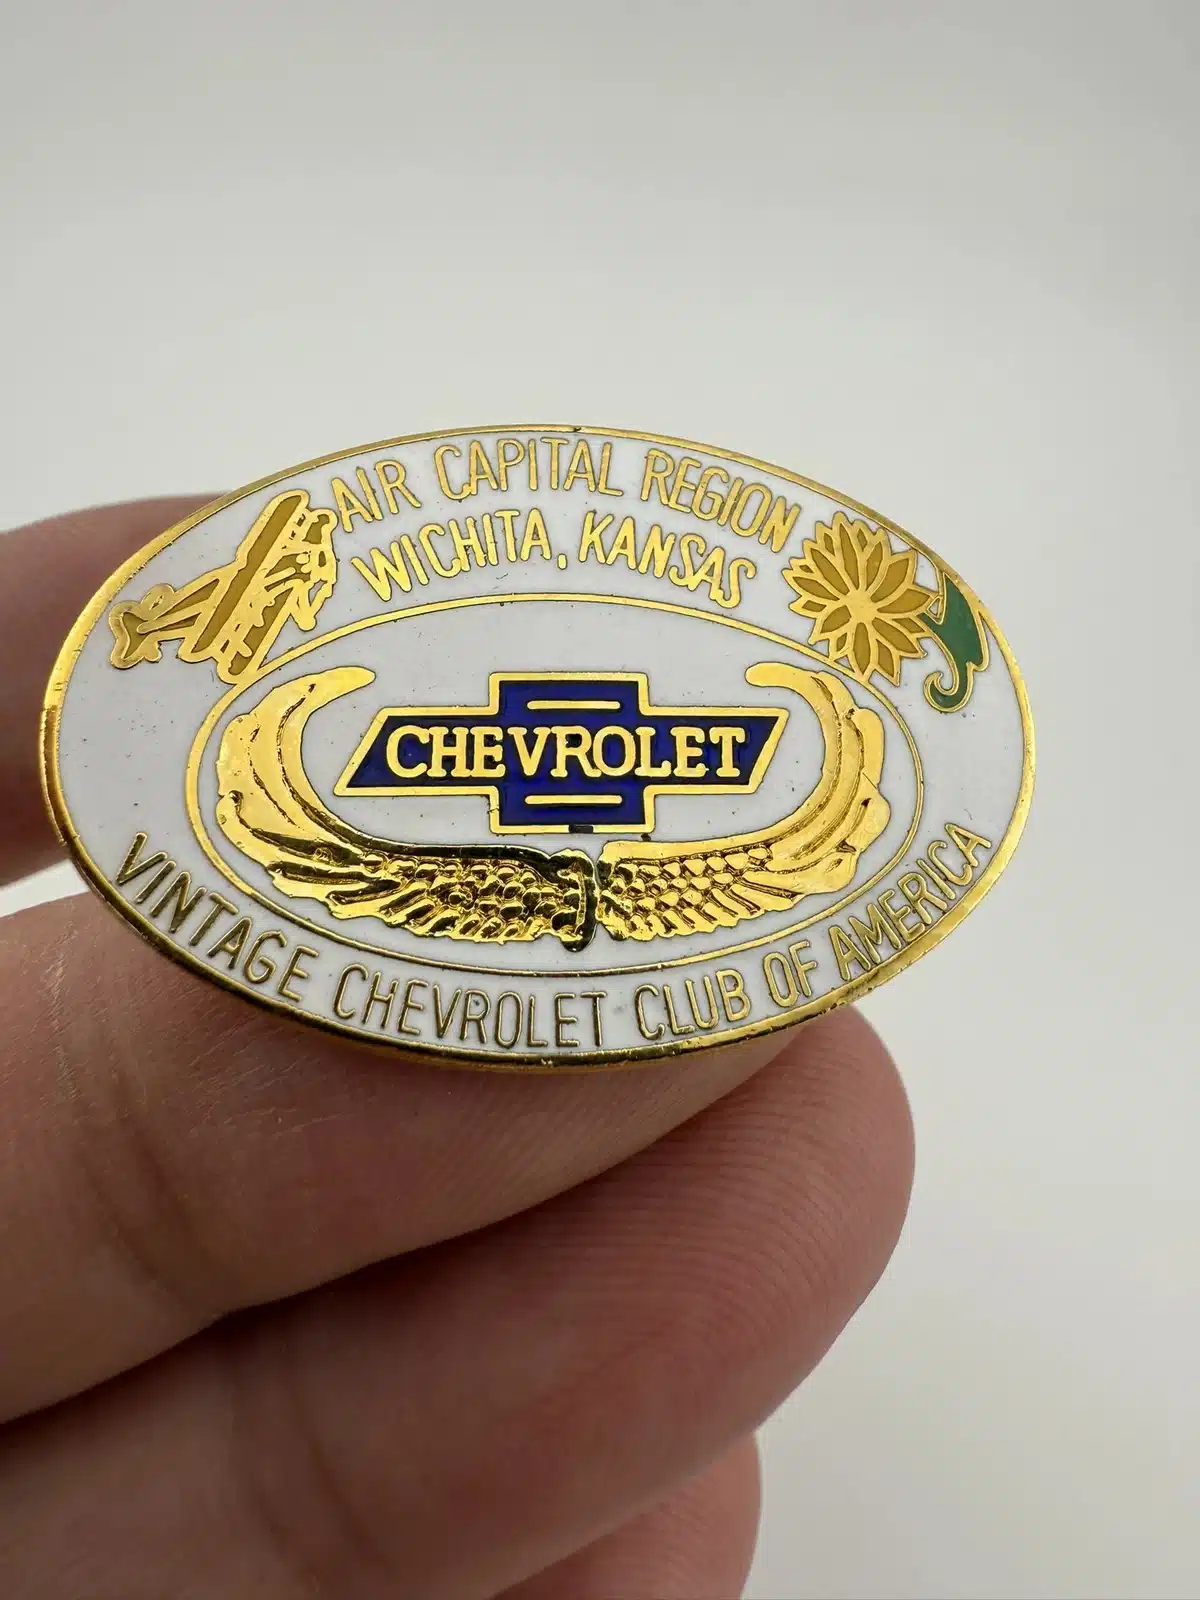 AIR CAPITAL REGION
WICHITA, KANSAS
CHEVROLET
VINTAGE CHEVROLET CLUB OF AMERICA